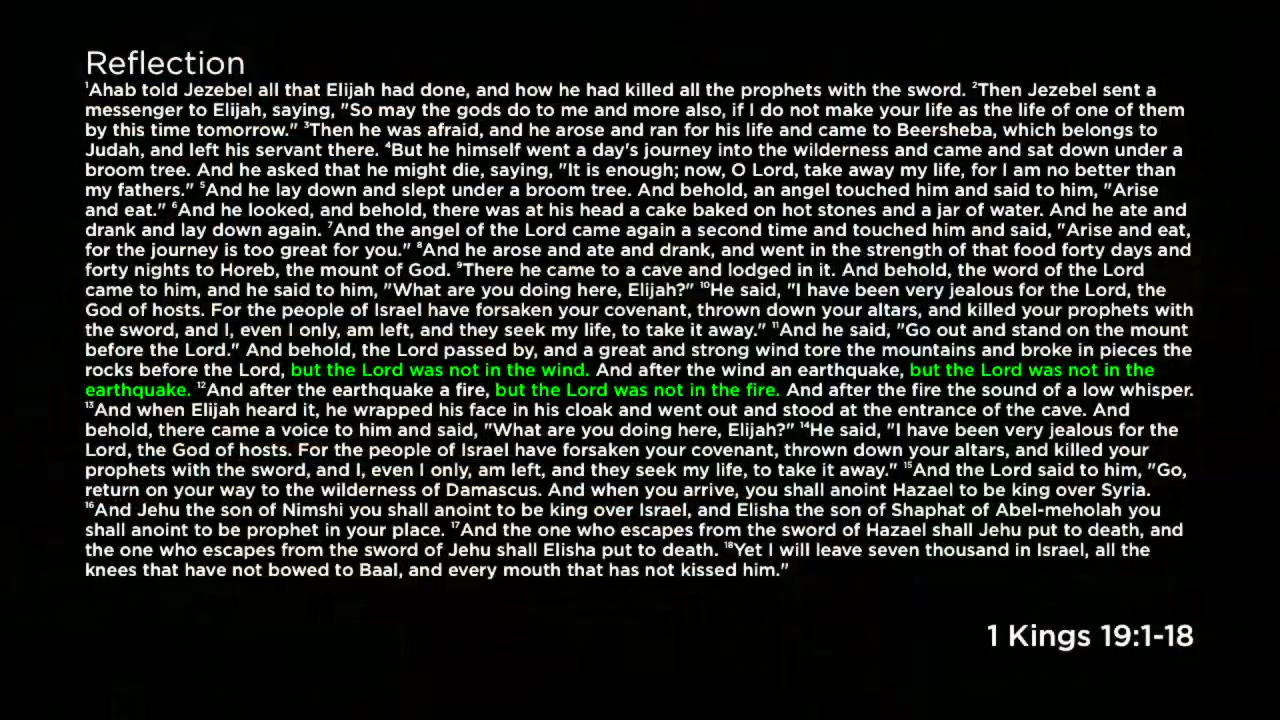 Reflection
¹Ahab told Jezebel all that Elijah had done, and how he had killed all the prophets with the sword. ²Then Jezebel sent a
messenger to Elijah, saying, "So may the gods do to me and more also, if I do not make your life as the life of one of them
by this time tomorrow." ³Then he was afraid, and he arose and ran for his life and came to Beersheba, which belongs to
Judah, and left his servant there. ⁴But he himself went a day's journey into the wilderness and came and sat down under a
broom tree. And he asked that he might die, saying, "It is enough; now, O Lord, take away my life, for I am no better than
my fathers." ⁵And he lay down and slept under a broom tree. And behold, an angel touched him and said to him, "Arise
and eat." ⁶And he looked, and behold, there was at his head a cake baked on hot stones and a jar of water. And he ate and
drank and lay down again. ⁷And the angel of the Lord came again a second time and touched him and said, "Arise and eat,
for the journey is too great for you." ⁸And he arose and ate and drank, and went in the strength of that food forty days and
forty nights to Horeb, the mount of God. ⁹There he came to a cave and lodged in it. And behold, the word of the Lord
came to him, and he said to him, "What are you doing here, Elijah?" ¹⁰He said, "I have been very jealous for the Lord, the
God of hosts. For the people of Israel have forsaken your covenant, thrown down your altars, and killed your prophets with
the sword, and I, even I only, am left, and they seek my life, to take it away." ¹¹And he said, "Go out and stand on the mount
before the Lord." And behold, the Lord passed by, and a great and strong wind tore the mountains and broke in pieces the
rocks before the Lord, but the Lord was not in the wind. And after the wind an earthquake, but the Lord was not in the
earthquake. ¹²And after the earthquake a fire, but the Lord was not in the fire. And after the fire the sound of a low whisper.
¹³And when Elijah heard it, he wrapped his face in his cloak and went out and stood at the entrance of the cave. And
behold, there came a voice to him and said, "What are you doing here, Elijah?" ¹⁴He said, "I have been very jealous for the
Lord, the God of hosts. For the people of Israel have forsaken your covenant, thrown down your altars, and killed your
prophets with the sword, and I, even I only, am left, and they seek my life, to take it away." ¹⁵And the Lord said to him, "Go,
return on your way to the wilderness of Damascus. And when you arrive, you shall anoint Hazael to be king over Syria.
¹⁶And Jehu the son of Nimshi you shall anoint to be king over Israel, and Elisha the son of Shaphat of Abel-meholah you
shall anoint to be prophet in your place. ¹⁷And the one who escapes from the sword of Hazael shall Jehu put to death, and
the one who escapes from the sword of Jehu shall Elisha put to death. ¹⁸Yet I will leave seven thousand in Israel, all the
knees that have not bowed to Baal, and every mouth that has not kissed him."
1 Kings 19:1-18